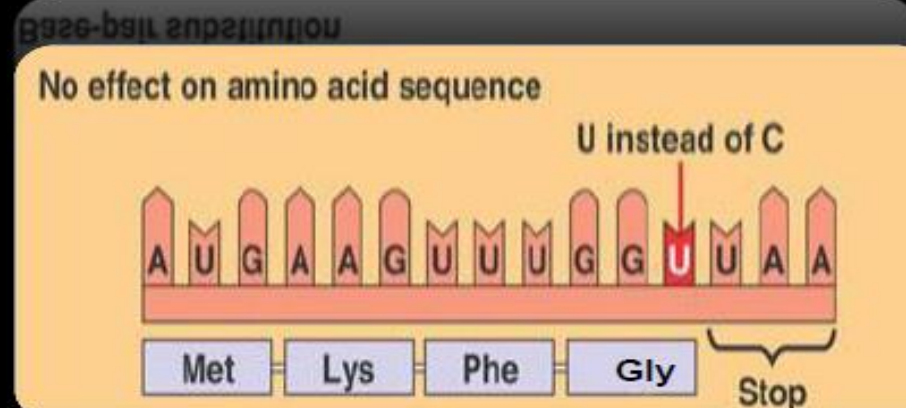 Base-pair substitution
No effect on amino acid sequence
U instead of C
A U G A A G U U U G G U U A A
Met Lys Phe Gly
Stop